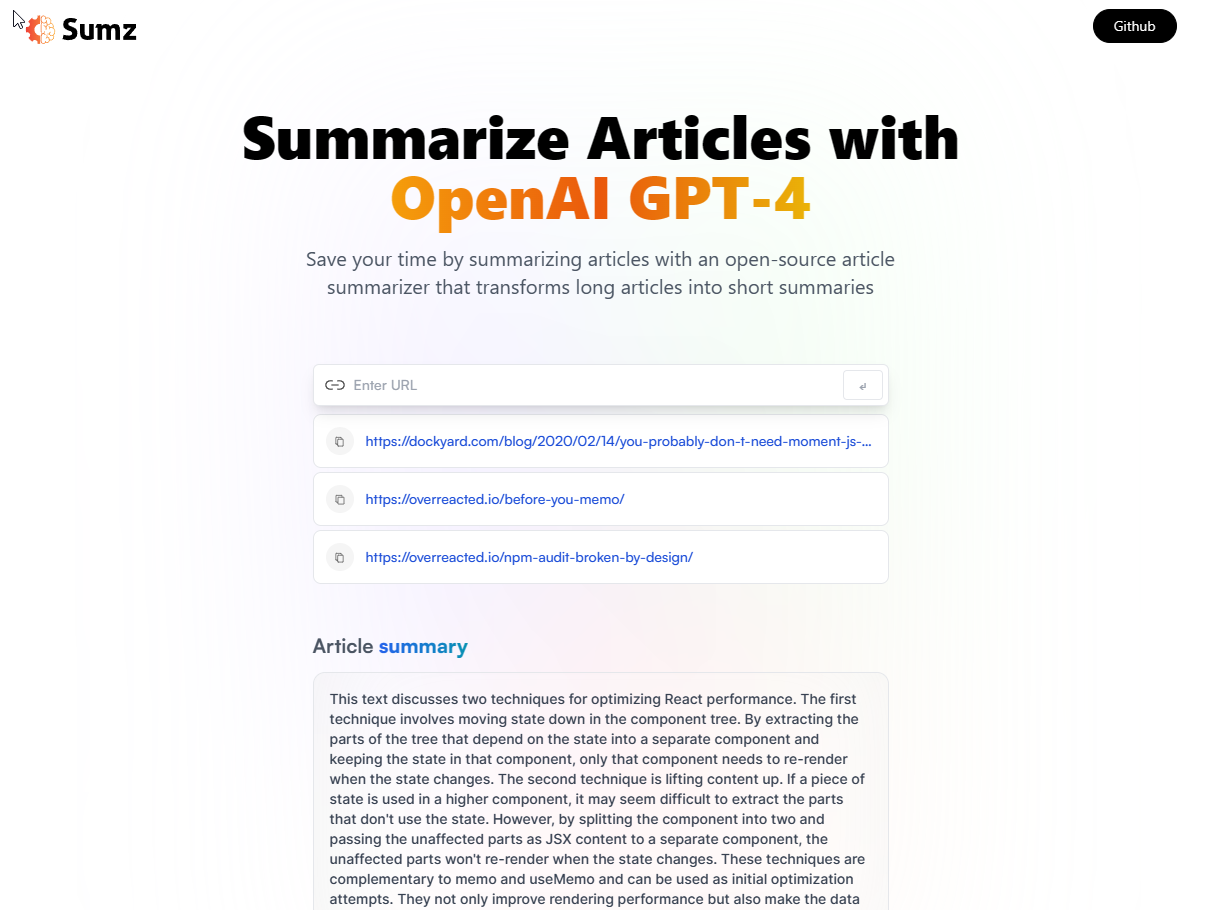 Sumz
Github
Summarize Articles with
OpenAI GPT-4
Save your time by summarizing articles with an open-source article
summarizer that transforms long articles into short summaries
Enter URL
https://dockyard.com/blog/2020/02/14/you-probably-don-t-need-moment-js-...
https://overreacted.io/before-you-memo/
https://overreacted.io/npm-audit-broken-by-design/
Article summary
This text discusses two techniques for optimizing React performance. The first
technique involves moving state down in the component tree. By extracting the
parts of the tree that depend on the state into a separate component and
keeping the state in that component, only that component needs to re-render
when the state changes. The second technique is lifting content up. If a piece of
state is used in a higher component, it may seem difficult to extract the parts
that don't use the state. However, by splitting the component into two and
passing the unaffected parts as JSX content to a separate component, the
unaffected parts won't re-render when the state changes. These techniques are
complementary to memo and useMemo and can be used as initial optimization
attempts. They not only improve rendering performance but also make the data